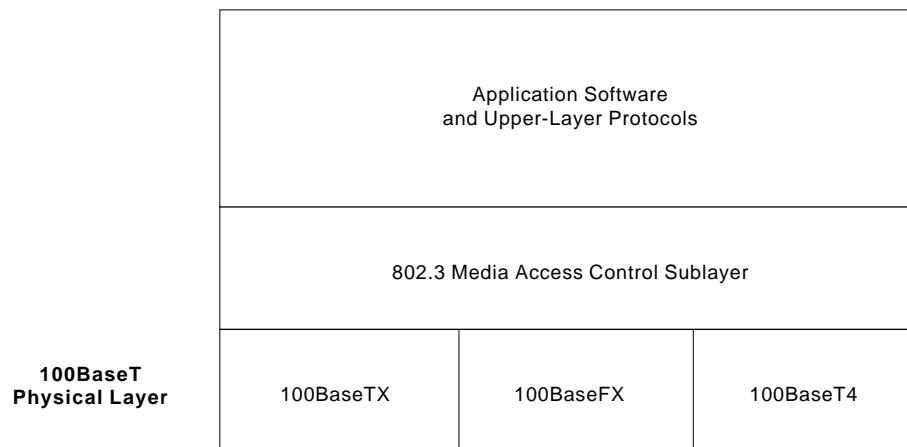 Application Software
and Upper-Layer Protocols
802.3 Media Access Control Sublayer
100BaseT
Physical Layer
100BaseTX
100BaseFX
100BaseT4